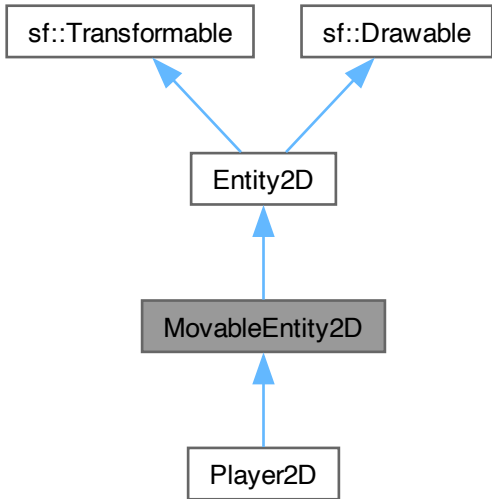 sf::Transformable
sf::Drawable
Entity2D
MovableEntity2D
Player2D